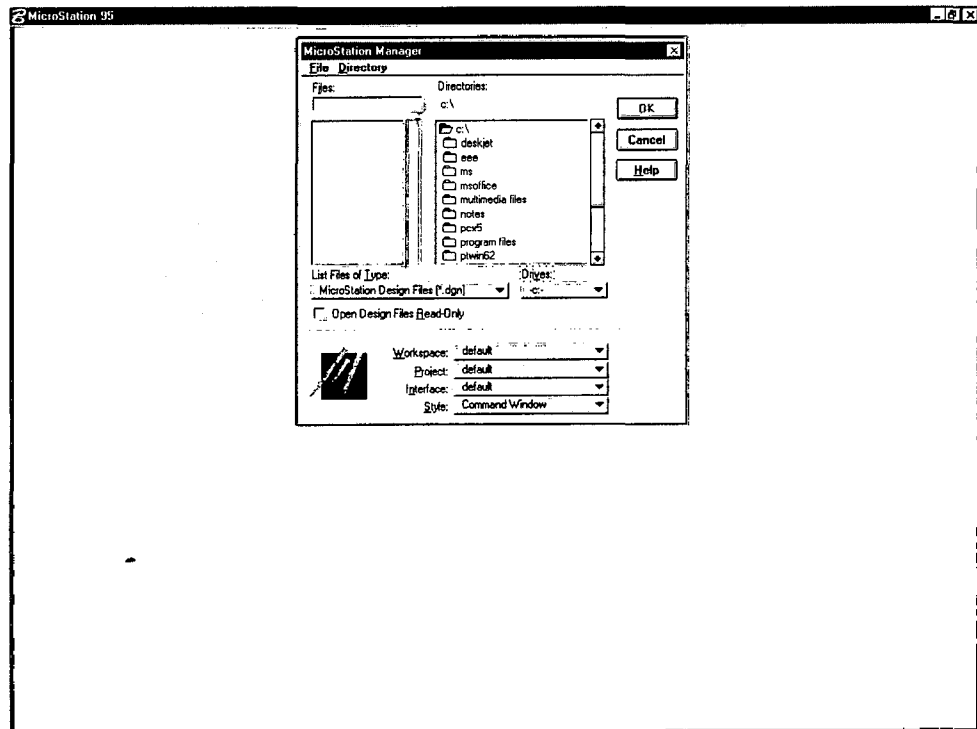 MicroStation 95
MicroStation Manager
File Directory
Files:
Directories:
c:\
OK
Cancel
Help
c:\
deskjet
eee
ms
msoffice
multimedia files
notes
pcx5
program files
ptwin62
List Files of Type:
Drives:
MicroStation Design Files [*.dgn]
c:
Open Design Files Read-Only
Workspace: default
Project: default
Interface: default
Style: Command Window